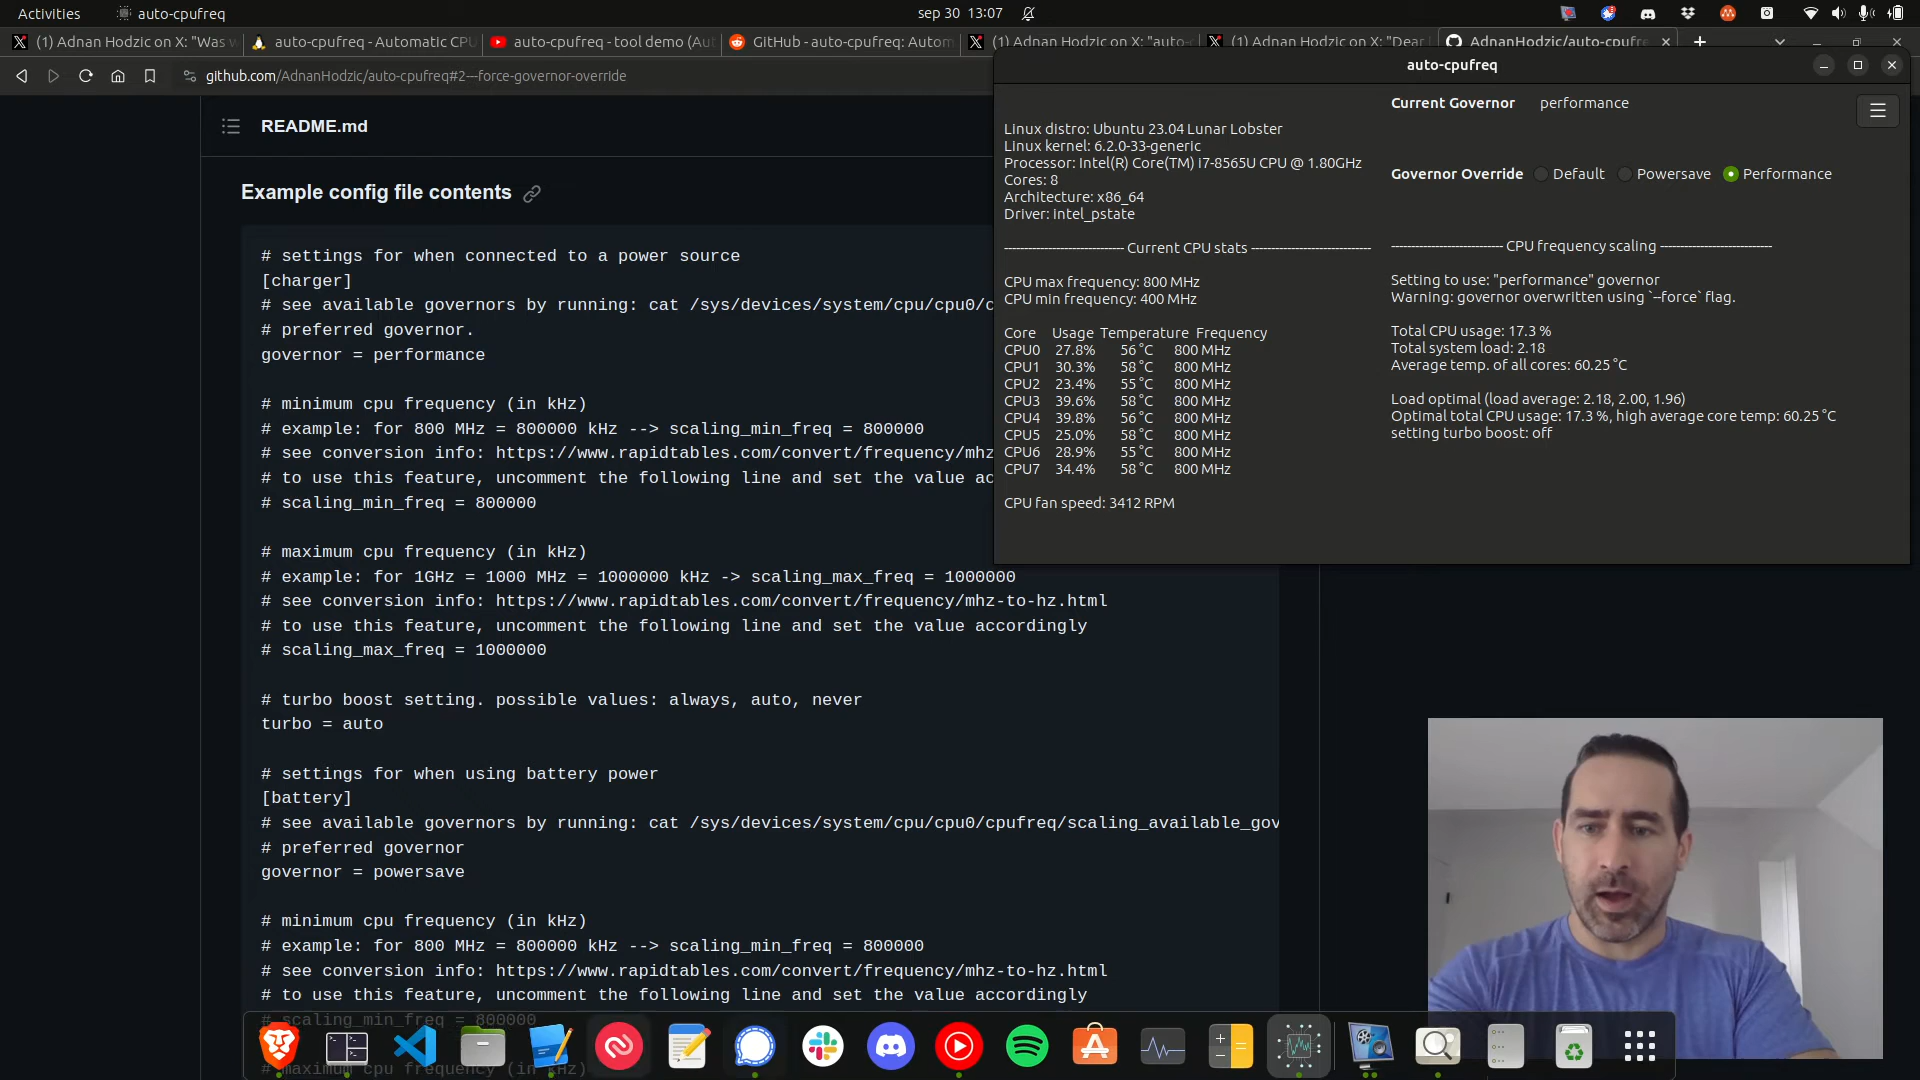 Activities
auto-cpufreq
sep 30 13:07
(1) Adnan Hodzic on X: "Was
auto-cpufreq - Automatic CPU
auto-cpufreq - tool demo (Aut
GitHub - auto-cpufreq: Autom
(1) Adnan Hodzic on X: "auto-
(1) Adnan Hodzic on X: "Dear
AdnanHodzic/auto-cpufre
github.com/AdnanHodzic/auto-cpufreq#2---force-governor-override
README.md
Example config file contents
# settings for when connected to a power source
[charger]
# see available governors by running: cat /sys/devices/system/cpu/cpu0/c
# preferred governor.
governor = performance
# minimum cpu frequency (in kHz)
# example: for 800 MHz = 800000 kHz --> scaling_min_freq = 800000
# see conversion info: https://www.rapidtables.com/convert/frequency/mhz
# to use this feature, uncomment the following line and set the value ac
# scaling_min_freq = 800000
# maximum cpu frequency (in kHz)
# example: for 1GHz = 1000 MHz = 1000000 kHz -> scaling_max_freq = 1000000
# see conversion info: https://www.rapidtables.com/convert/frequency/mhz-to-hz.html
# to use this feature, uncomment the following line and set the value accordingly
# scaling_max_freq = 1000000
# turbo boost setting. possible values: always, auto, never
turbo = auto
# settings for when using battery power
[battery]
# see available governors by running: cat /sys/devices/system/cpu/cpu0/cpufreq/scaling_available_gov
# preferred governor
governor = powersave
# minimum cpu frequency (in kHz)
# example: for 800 MHz = 800000 kHz --> scaling_min_freq = 800000
# see conversion info: https://www.rapidtables.com/convert/frequency/mhz-to-hz.html
# to use this feature, uncomment the following line and set the value accordingly
# scaling_min_freq = 800000
# maximum cpu frequency (in kHz)
auto-cpufreq
Linux distro: Ubuntu 23.04 Lunar Lobster
Linux kernel: 6.2.0-33-generic
Processor: Intel(R) Core(TM) i7-8565U CPU @ 1.80GHz
Cores: 8
Architecture: x86_64
Driver: intel_pstate
------------------------------ Current CPU stats ------------------------------
CPU max frequency: 800 MHz
CPU min frequency: 400 MHz
Core Usage Temperature Frequency
CPU0 27.8% 56 °C 800 MHz
CPU1 30.3% 58 °C 800 MHz
CPU2 23.4% 55 °C 800 MHz
CPU3 39.6% 58 °C 800 MHz
CPU4 39.8% 56 °C 800 MHz
CPU5 25.0% 58 °C 800 MHz
CPU6 28.9% 55 °C 800 MHz
CPU7 34.4% 58 °C 800 MHz
CPU fan speed: 3412 RPM
Current Governor performance
Governor Override Default Powersave Performance
---------------------------- CPU frequency scaling ----------------------------
Setting to use: "performance" governor
Warning: governor overwritten using `--force` flag.
Total CPU usage: 17.3 %
Total system load: 2.18
Average temp. of all cores: 60.25 °C
Load optimal (load average: 2.18, 2.00, 1.96)
Optimal total CPU usage: 17.3 %, high average core temp: 60.25 °C
setting turbo boost: off